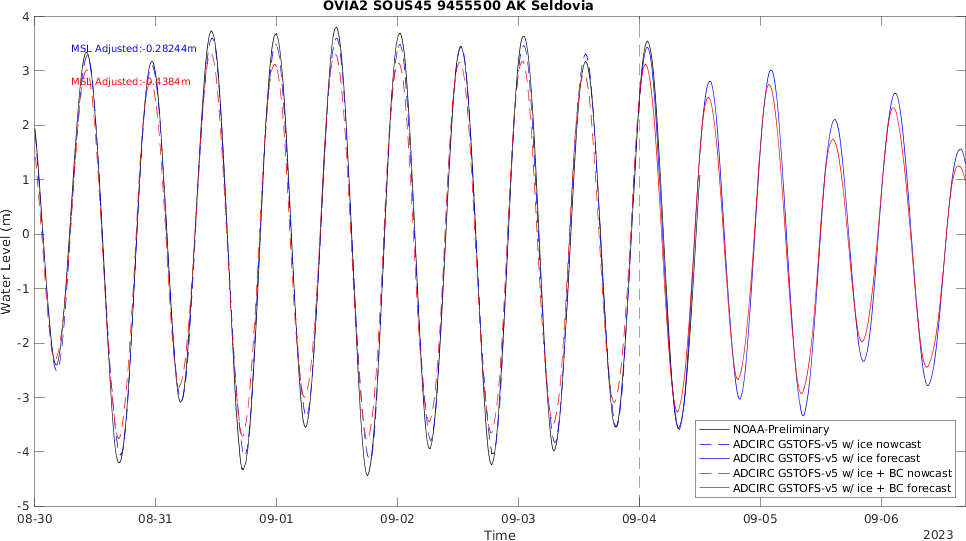 OVIA2 SOUS45 9455500 AK Seldovia
MSL Adjusted:-0.28244m
MSL Adjusted:-0.4384m
4
3
2
1
0
-1
-2
-3
-4
-5
Water Level (m)
NOAA-Preliminary
ADCIRC GSTOFS-v5 w/ ice nowcast
ADCIRC GSTOFS-v5 w/ ice forecast
ADCIRC GSTOFS-v5 w/ ice + BC nowcast
ADCIRC GSTOFS-v5 w/ ice + BC forecast
08-30 08-31 09-01 09-02 09-03 09-04 09-05 09-06
Time
2023